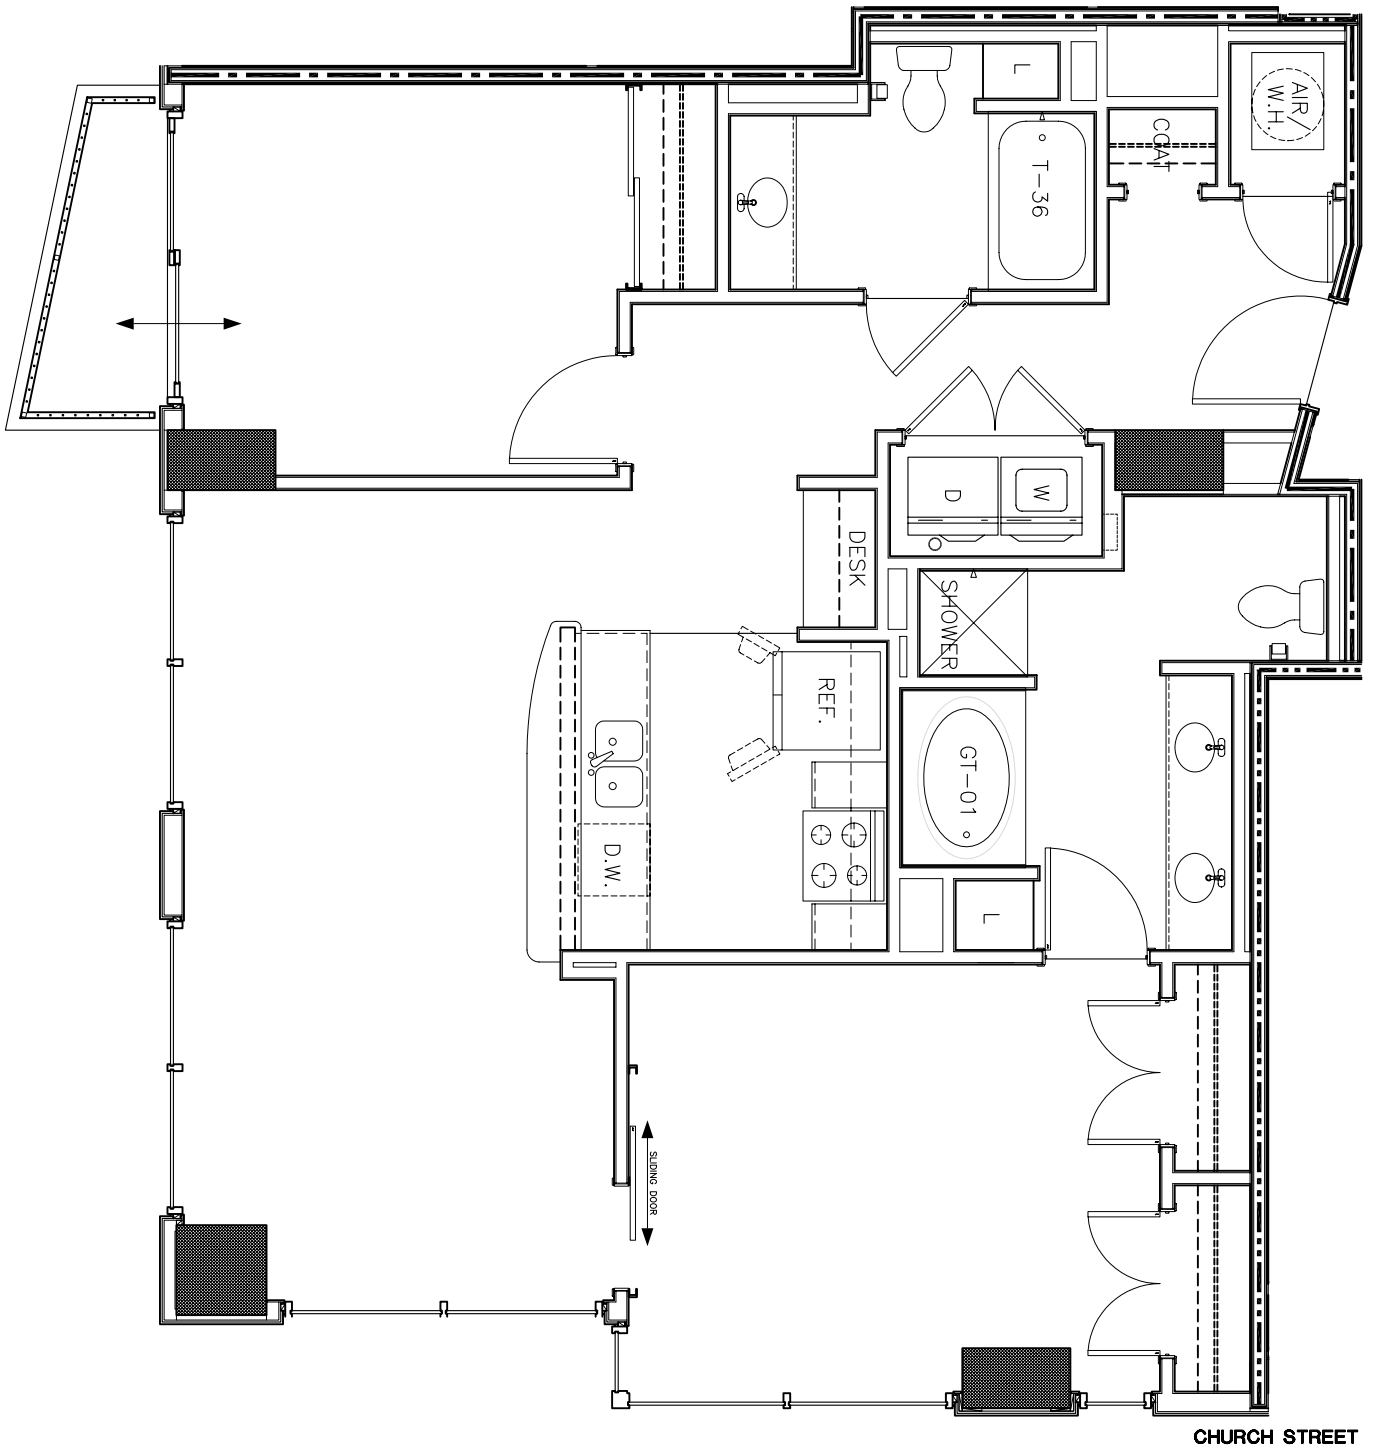 L
AIR/
W.H.
COAT
T-36
D
W
DESK
SHOWER
REF.
GT-01
D.W.
L
SLIDING DOOR
CHURCH STREET